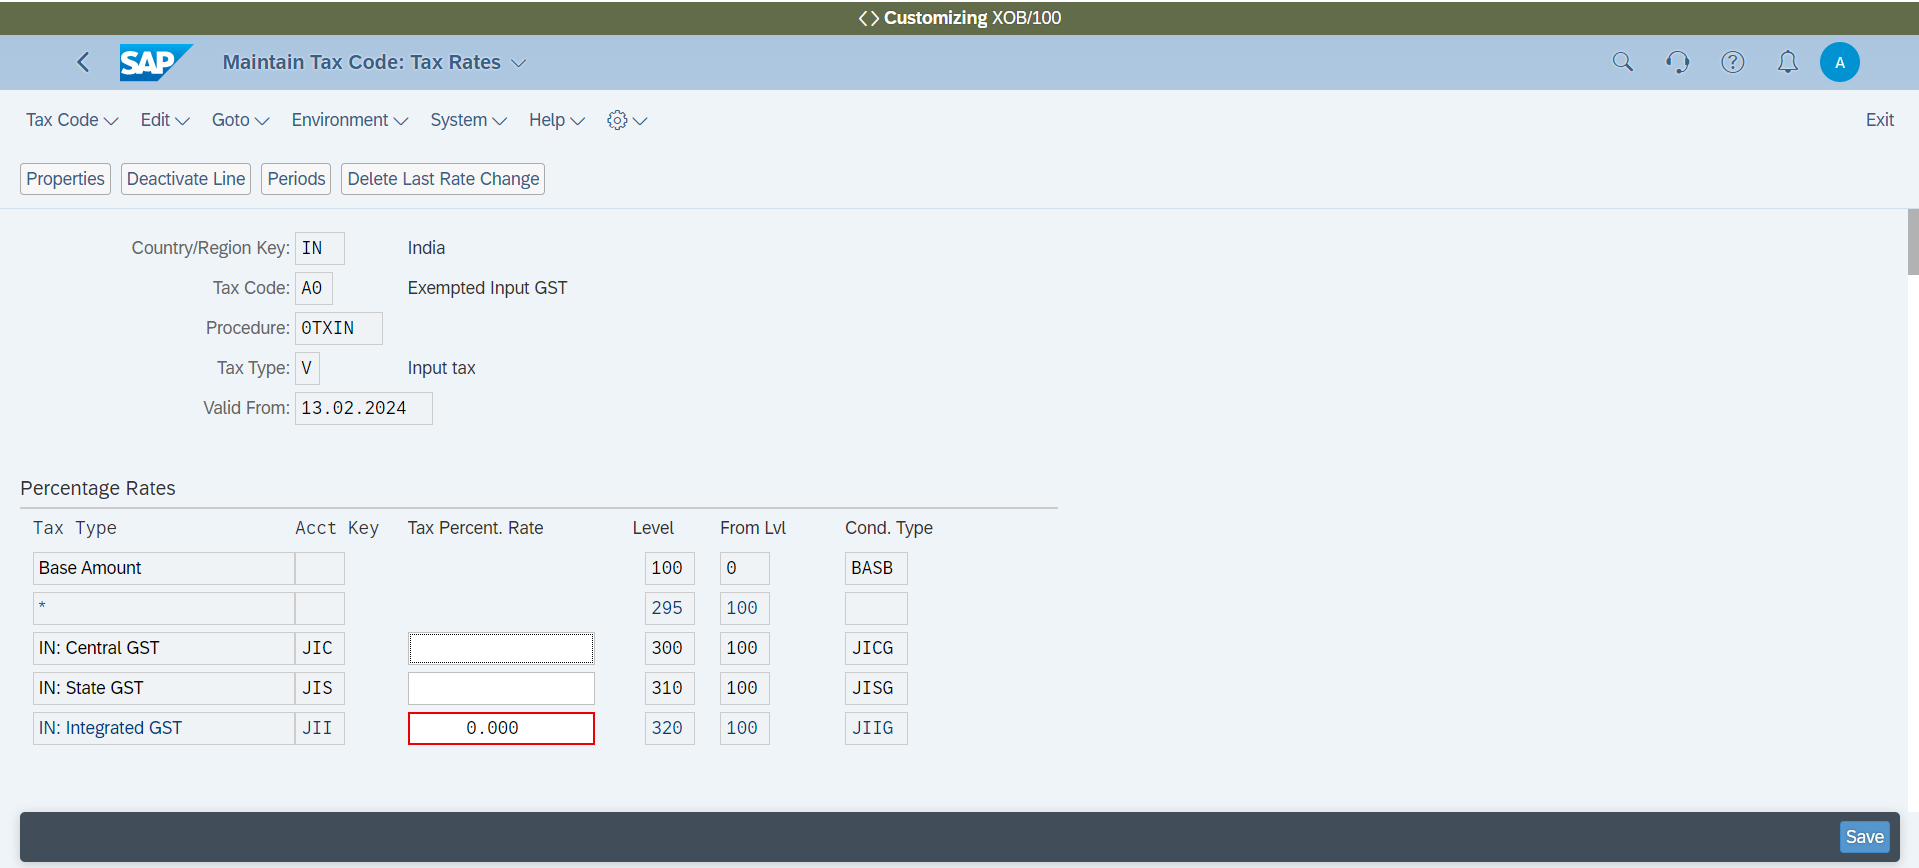 <> Customizing XOB/100
SAP Maintain Tax Code: Tax Rates A
Tax Code Edit Goto Environment System Help Exit
Properties Deactivate Line Periods Delete Last Rate Change
Country/Region Key: IN India
Tax Code: A0 Exempted Input GST
Procedure: 0TXIN
Tax Type: V Input tax
Valid From: 13.02.2024
Percentage Rates
Tax Type Acct Key Tax Percent. Rate Level From Lvl Cond. Type
Base Amount 100 0 BASB
* 295 100
IN: Central GST JIC 300 100 JICG
IN: State GST JIS 310 100 JISG
IN: Integrated GST JII 0.000 320 100 JIIG
Save